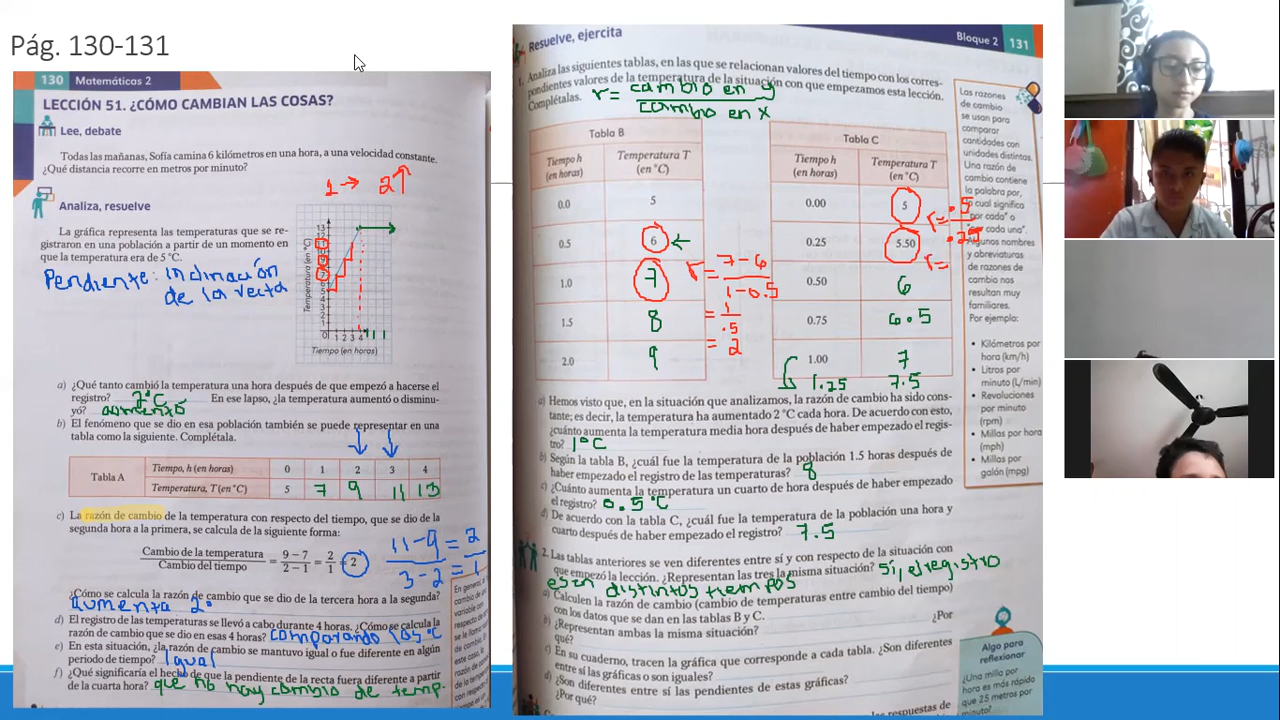 Pág. 130-131
130 Matemáticas 2
LECCIÓN 51. ¿CÓMO CAMBIAN LAS COSAS?
Lee, debate
Todas las mañanas, Sofía camina 6 kilómetros en una hora, a una velocidad constante.
¿Qué distancia recorre en metros por minuto?
1 → 2↑
Analiza, resuelve
La gráfica representa las temperaturas que se re-
gistraron en una población a partir de un momento en
que la temperatura era de 5 °C.
Pendiente: inclinación
de la recta
Temperatura (en °C)
0 1 2 3 4
Tiempo (en horas)
a) ¿Qué tanto cambió la temperatura una hora después de que empezó a hacerse el
registro? 2°C En ese lapso, ¿la temperatura aumentó o disminu-
yó? aumentó
b) El fenómeno que se dio en esa población también se puede representar en una
tabla como la siguiente. Complétala.
Tabla A
Tiempo, h (en horas) 0 1 2 3 4
Temperatura, T (en °C) 5 7 9 11 13
c) La razón de cambio de la temperatura con respecto del tiempo, que se dio de la
segunda hora a la primera, se calcula de la siguiente forma:
Cambio de la temperatura / Cambio del tiempo = 9 – 7 / 2 – 1 = 2 / 1 = 2
11-9 / 3-2 = 2 / 1
¿Cómo se calcula la razón de cambio que se dio de la tercera hora a la segunda?
aumenta 2°
d) El registro de las temperaturas se llevó a cabo durante 4 horas. ¿Cómo se calcula la
razón de cambio que se dio en esas 4 horas? comparando los °C
e) En esta situación, ¿la razón de cambio se mantuvo igual o fue diferente en algún
periodo de tiempo? Igual
f) ¿Qué significaría el hecho de que la pendiente de la recta fuera diferente a partir
de la cuarta hora? que no hay cambio de temp.
Resuelve, ejercita
Bloque 2 131
1. Analiza las siguientes tablas, en las que se relacionan valores del tiempo con los corres-
pondientes valores de la temperatura de la situación con que empezamos esta lección.
Complétalas. r = cambio en y
cambio en x
Tabla B
Tiempo h (en horas) Temperatura T (en °C)
0.0 5
0.5 6 ←
1.0 7
1.5 8
2.0 9
r = 7-6 / 1-0.5
= 1 / .5
= 2
Tabla C
Tiempo h (en horas) Temperatura T (en °C)
0.00 5
0.25 5.50
0.50 6
0.75 6.5
1.00 7
1.25 7.5
r = .5
r =
a) Hemos visto que, en la situación que analizamos, la razón de cambio ha sido cons-
tante; es decir, la temperatura ha aumentado 2 °C cada hora. De acuerdo con esto,
¿cuánto aumenta la temperatura media hora después de haber empezado el regis-
tro? 1°C
b) Según la tabla B, ¿cuál fue la temperatura de la población 1.5 horas después de
haber empezado el registro de las temperaturas? 8
c) ¿Cuánto aumenta la temperatura un cuarto de hora después de haber empezado
el registro? 0.5°C
d) De acuerdo con la tabla C, ¿cuál fue la temperatura de la población una hora y
cuarto después de haber empezado el registro? 7.5
2. Las tablas anteriores se ven diferentes entre sí y con respecto de la situación con
que empezó la lección. ¿Representan las tres la misma situación? Sí, el registro
es en distintos tiempos
a) Calculen la razón de cambio (cambio de temperaturas entre cambio del tiempo)
con los datos que se dan en las tablas B y C.
b) ¿Representan ambas la misma situación? ¿Por
qué?
c) En su cuaderno, tracen la gráfica que corresponde a cada tabla. ¿Son diferentes
entre sí las gráficas o son iguales?
d) ¿Son diferentes entre sí las pendientes de estas gráficas?
¿Por qué?
Las razones
de cambio
se usan para
comparar
cantidades con
unidades distintas.
Una razón de
cambio contiene
la palabra por,
Algunos nombres
y abreviaturas
de razones de
cambio nos
resultan muy
familiares.
Por ejemplo:
• Kilómetros por
hora (km/h)
• Litros por
minuto (L/min)
• Revoluciones
por minuto
(rpm)
• Millas por hora
(mph)
• Millas por
galón (mpg)
Algo para
reflexionar
¿Una milla por
hora es más rápido
que 25 metros por
minuto?